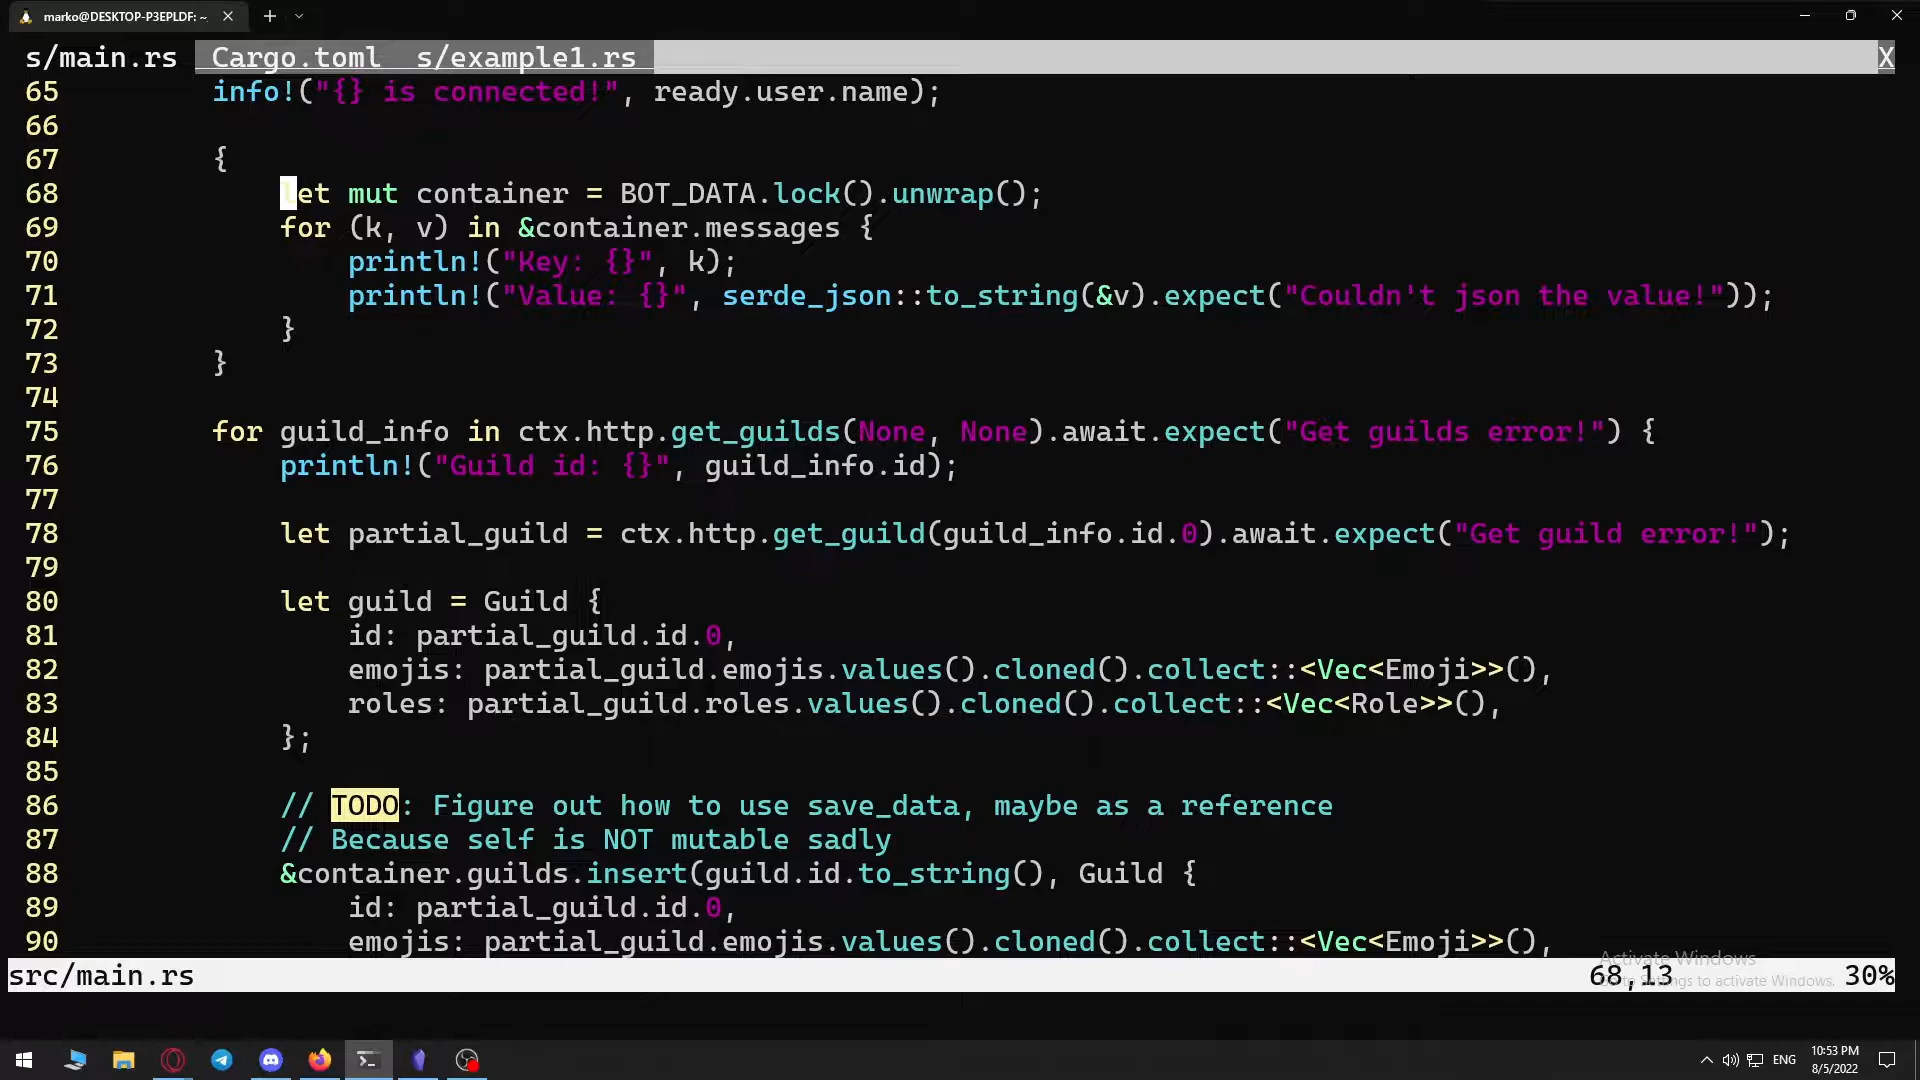 marko@DESKTOP-P3EPLDF: ~
s/main.rs  Cargo.toml  s/example1.rs X
65         info!("{} is connected!", ready.user.name);
66
67         {
68             let mut container = BOT_DATA.lock().unwrap();
69             for (k, v) in &container.messages {
70                 println!("Key: {}", k);
71                 println!("Value: {}", serde_json::to_string(&v).expect("Couldn't json the value!"));
72             }
73         }
74
75         for guild_info in ctx.http.get_guilds(None, None).await.expect("Get guilds error!") {
76             println!("Guild id: {}", guild_info.id);
77
78             let partial_guild = ctx.http.get_guild(guild_info.id.0).await.expect("Get guild error!");
79
80             let guild = Guild {
81                 id: partial_guild.id.0,
82                 emojis: partial_guild.emojis.values().cloned().collect::<Vec<Emoji>>(),
83                 roles: partial_guild.roles.values().cloned().collect::<Vec<Role>>(),
84             };
85
86             // TODO: Figure out how to use save_data, maybe as a reference
87             // Because self is NOT mutable sadly
88             &container.guilds.insert(guild.id.to_string(), Guild {
89                 id: partial_guild.id.0,
90                 emojis: partial_guild.emojis.values().cloned().collect::<Vec<Emoji>>(),
Activate Windows
src/main.rs 68,13 30%
Go to Settings to activate Windows.
ENG
10:53 PM
8/5/2022